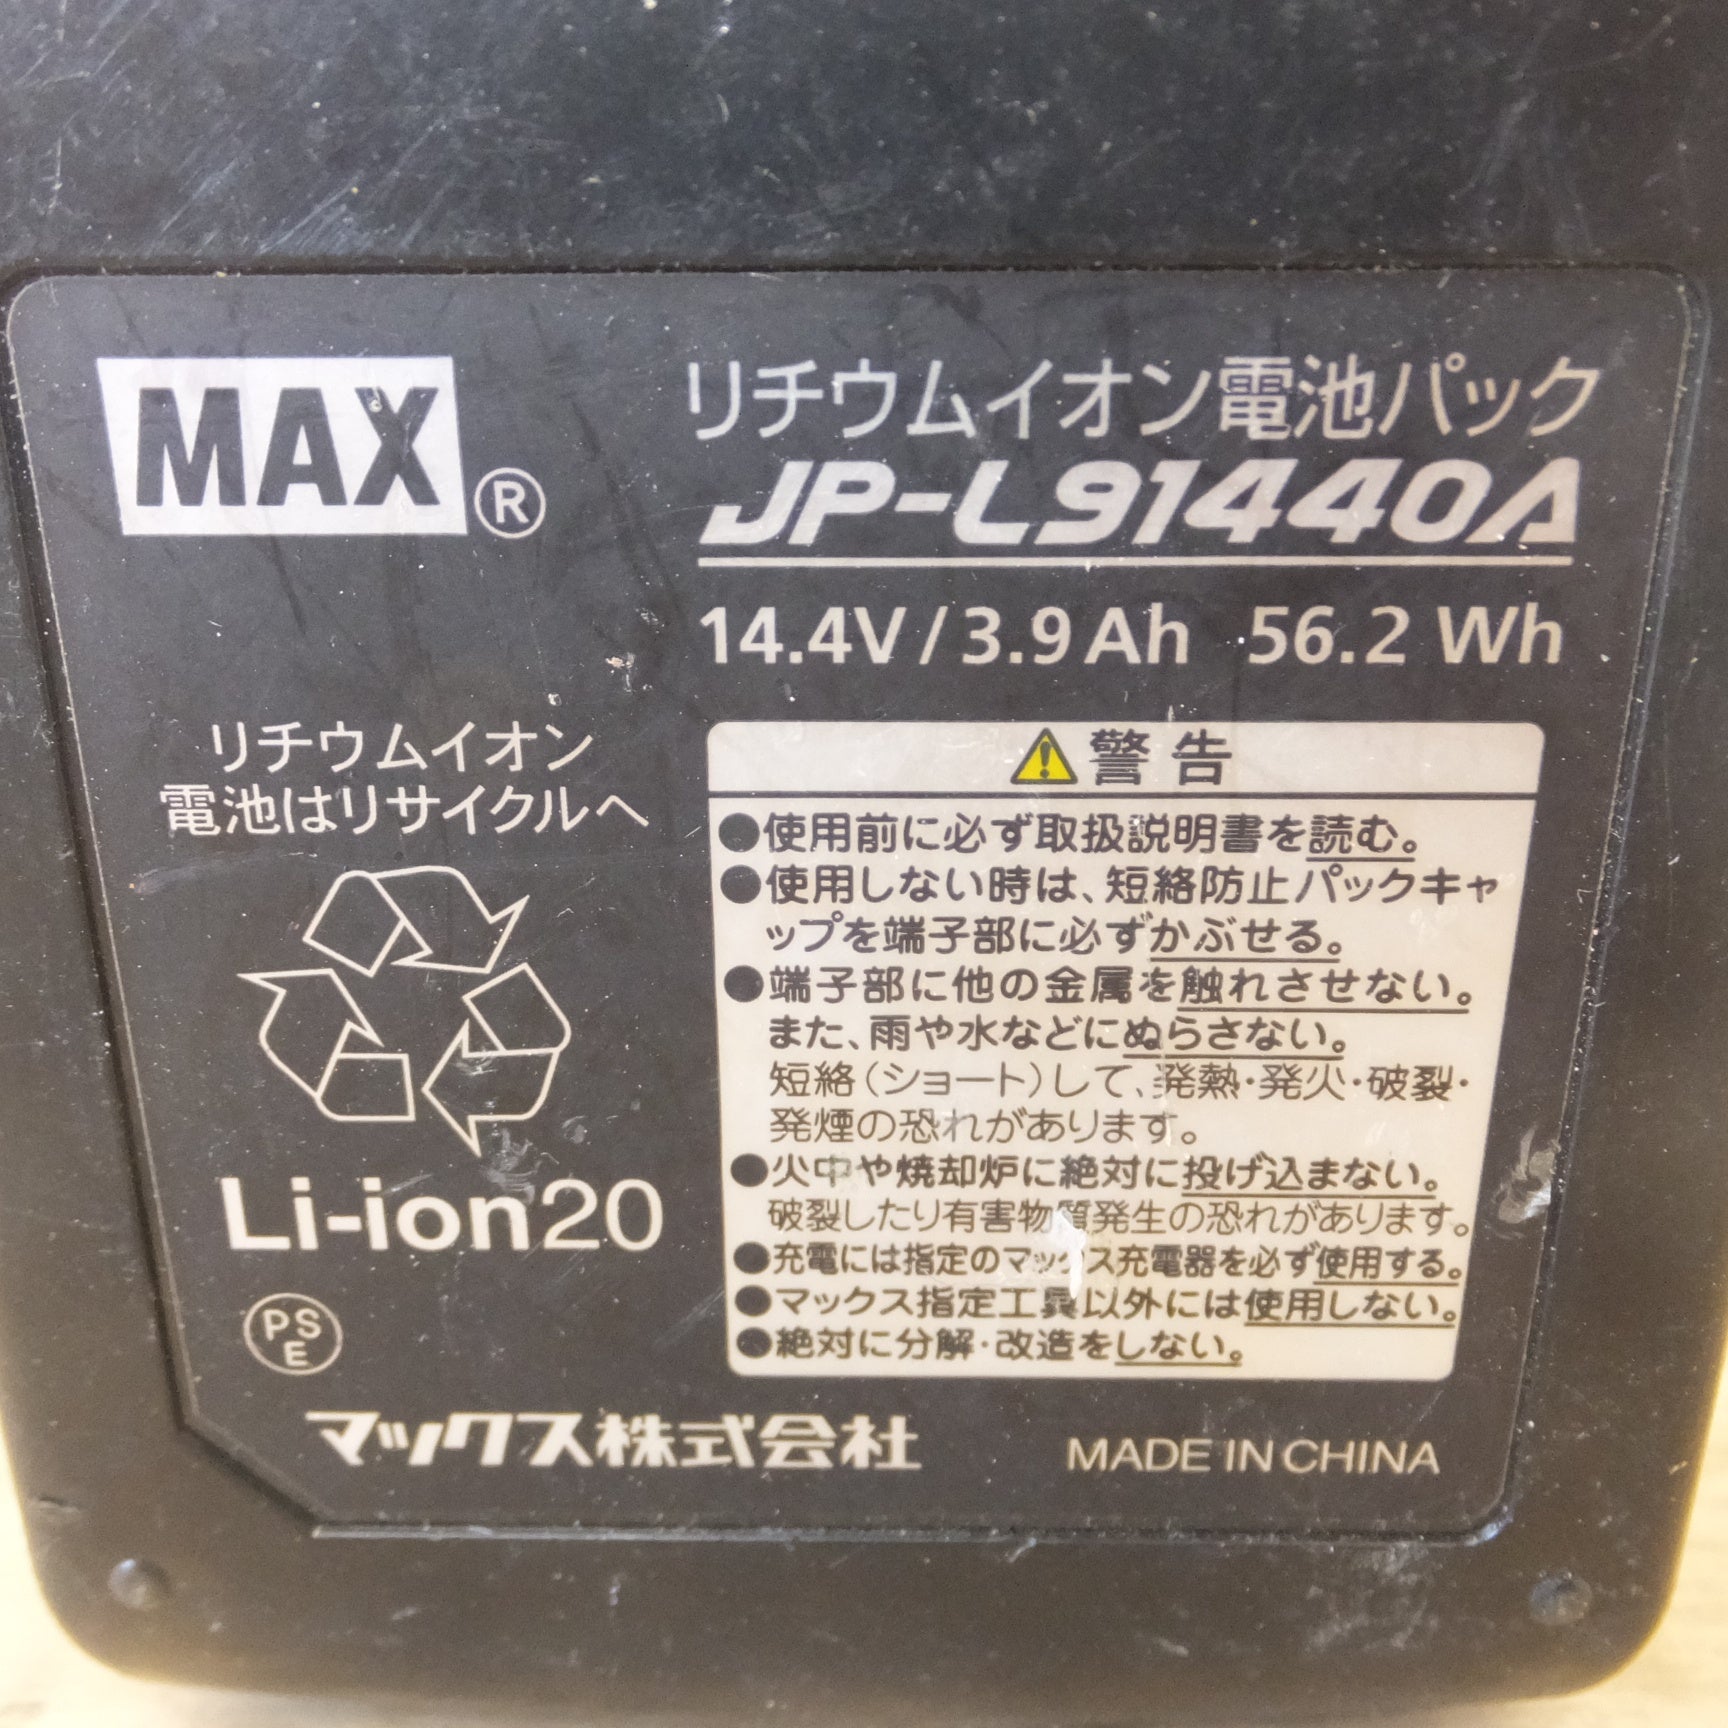 MAX®
リチウムイオン電池パック
JP-L91440A
14.4V / 3.9Ah 56.2 Wh
リチウムイオン
電池はリサイクルへ
Li-ion20
PS
E
⚠警告
●使用前に必ず取扱説明書を読む。
●使用しない時は、短絡防止パックキャ
ップを端子部に必ずかぶせる。
●端子部に他の金属を触れさせない。
また、雨や水などにぬらさない。
短絡(ショート)して、発熱・発火・破裂・
発煙の恐れがあります。
●火中や焼却炉に絶対に投げ込まない。
破裂したり有害物質発生の恐れがあります。
●充電には指定のマックス充電器を必ず使用する。
●マックス指定工具以外には使用しない。
●絶対に分解・改造をしない。
マックス株式会社
MADE IN CHINA